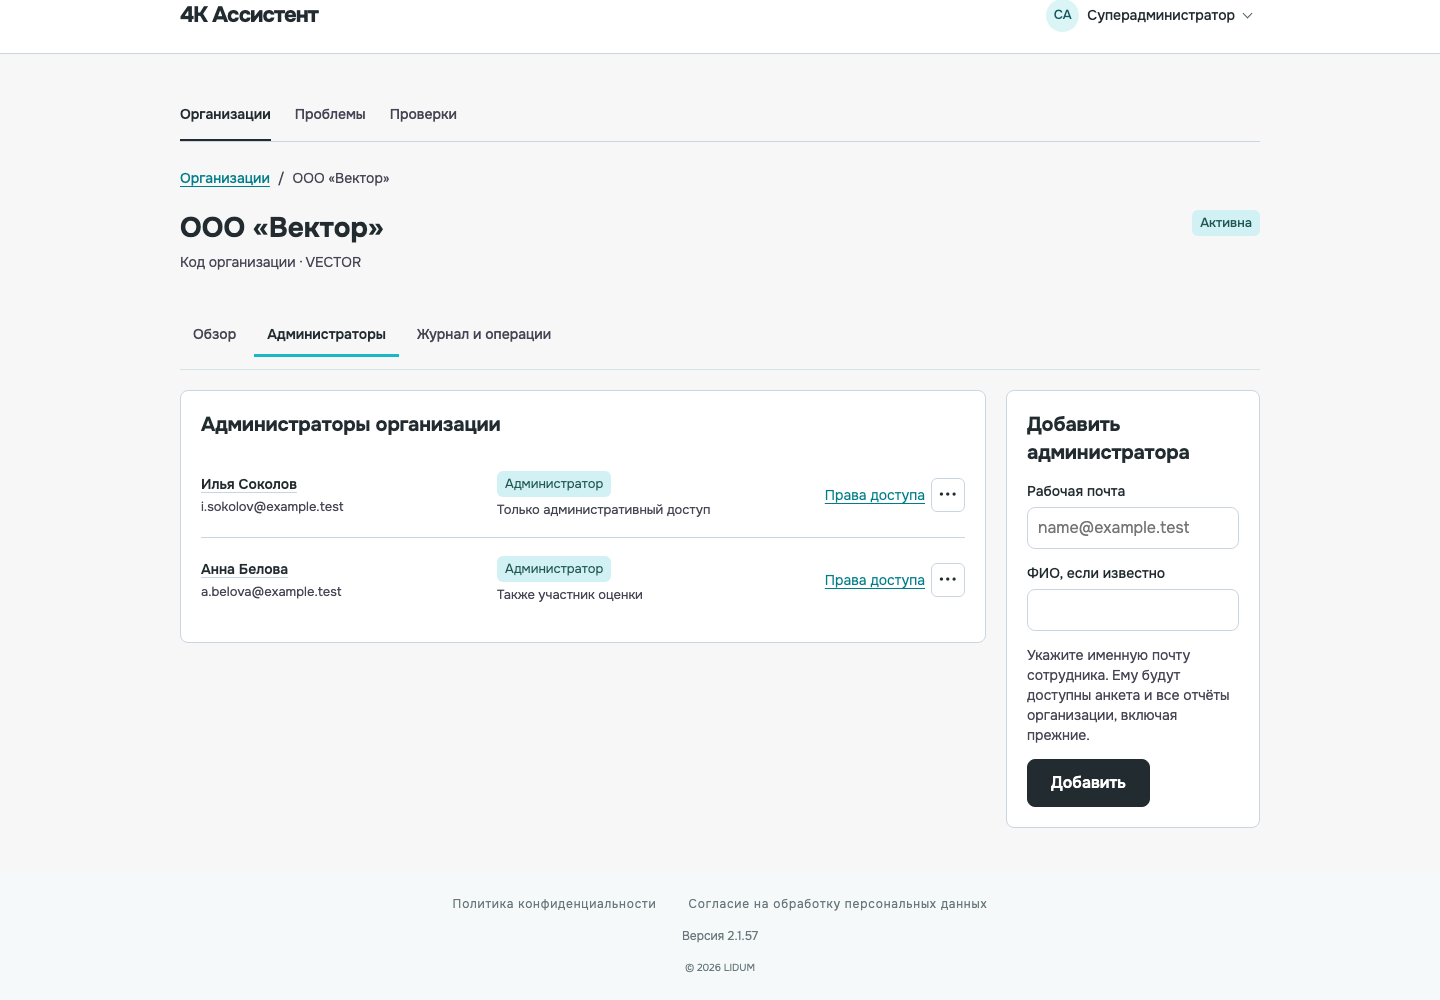 4К Ассистент
СА Суперадминистратор
Организации Проблемы Проверки
Организации / ООО «Вектор»
ООО «Вектор»
Активна
Код организации · VECTOR
Обзор Администраторы Журнал и операции
Администраторы организации
Илья Соколов
i.sokolov@example.test
Администратор
Только административный доступ
Права доступа
Анна Белова
a.belova@example.test
Администратор
Также участник оценки
Права доступа
Добавить
администратора
Рабочая почта
name@example.test
ФИО, если известно
Укажите именную почту
сотрудника. Ему будут
доступны анкета и все отчёты
организации, включая
прежние.
Добавить
Политика конфиденциальности Согласие на обработку персональных данных
Версия 2.1.57
© 2026 LIDUM